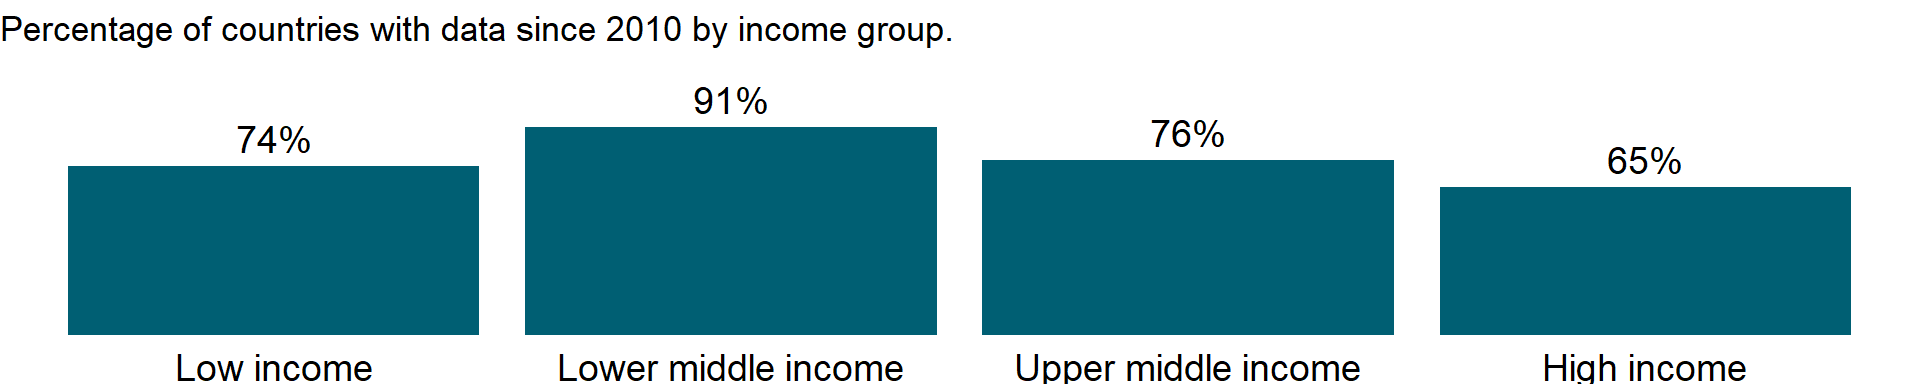 Percentage of countries with data since 2010 by income group.
91%
74%
76%
65%
Low income
Lower middle income
Upper middle income
High income